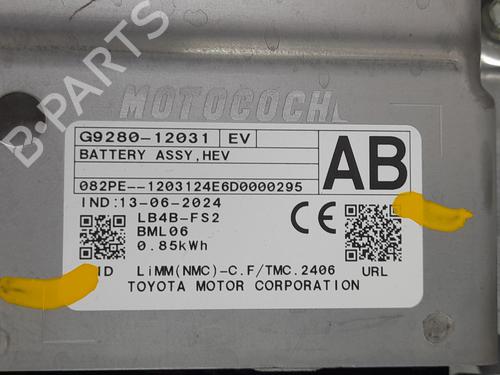 B-PARTS
MOTOCOCHE
G9280-12031 EV
BATTERY ASSY,HEV
AB
082PE--1203124E6D0000295
IND:13-06-2024
LB4B-FS2
BML06
0.85kWh
CE
ID LiMM(NMC)-C.F/TMC.2406 URL
TOYOTA MOTOR CORPORATION